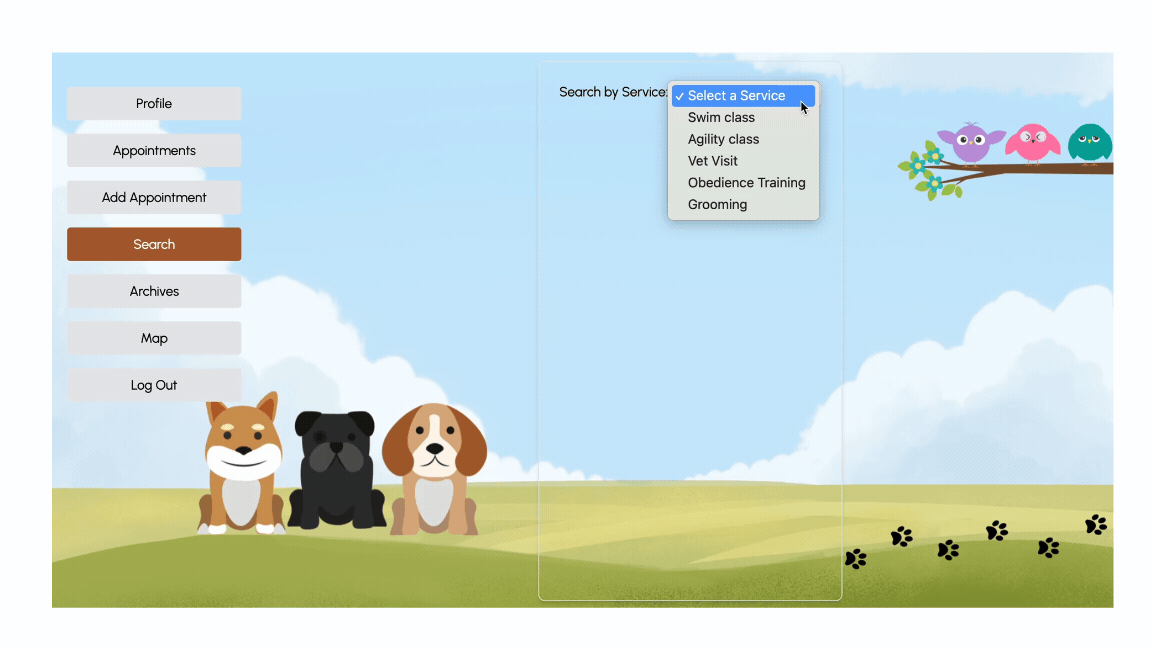 Profile
Appointments
Add Appointment
Search
Archives
Map
Log Out
Search by Service:
✓ Select a Service
Swim class
Agility class
Vet Visit
Obedience Training
Grooming